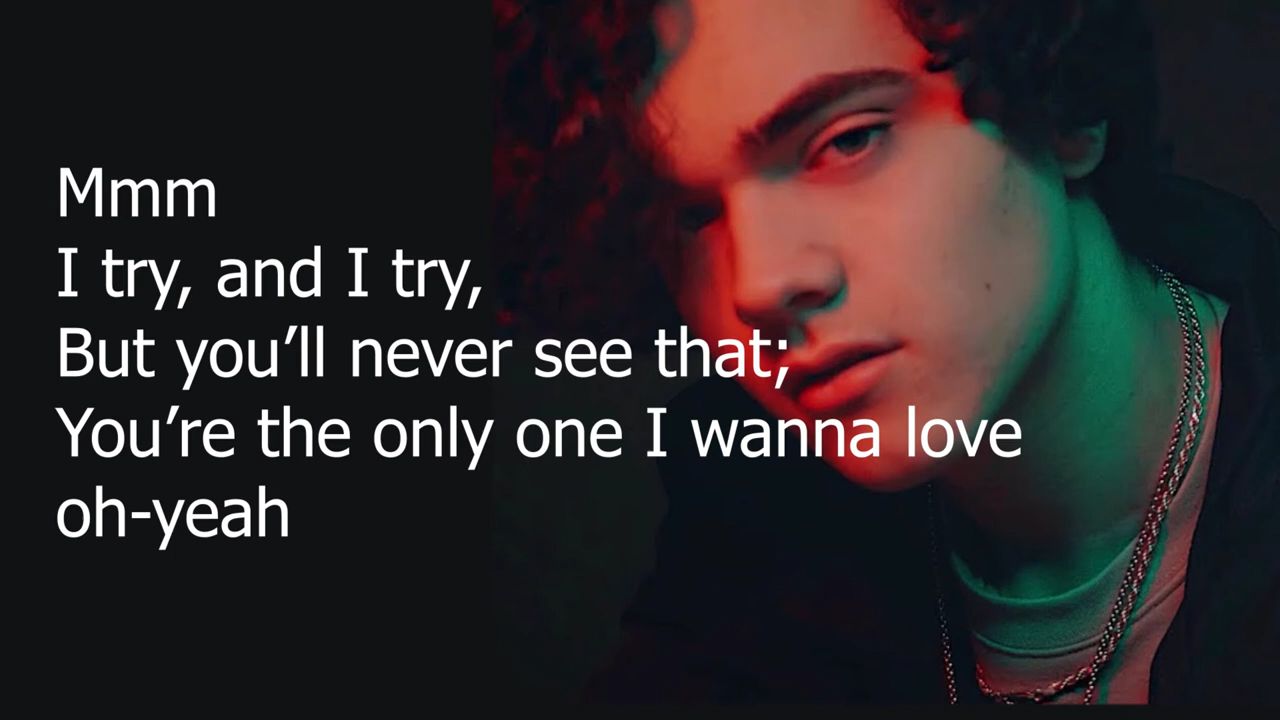 Mmm
I try, and I try,
But you’ll never see that;
You’re the only one I wanna love
oh-yeah